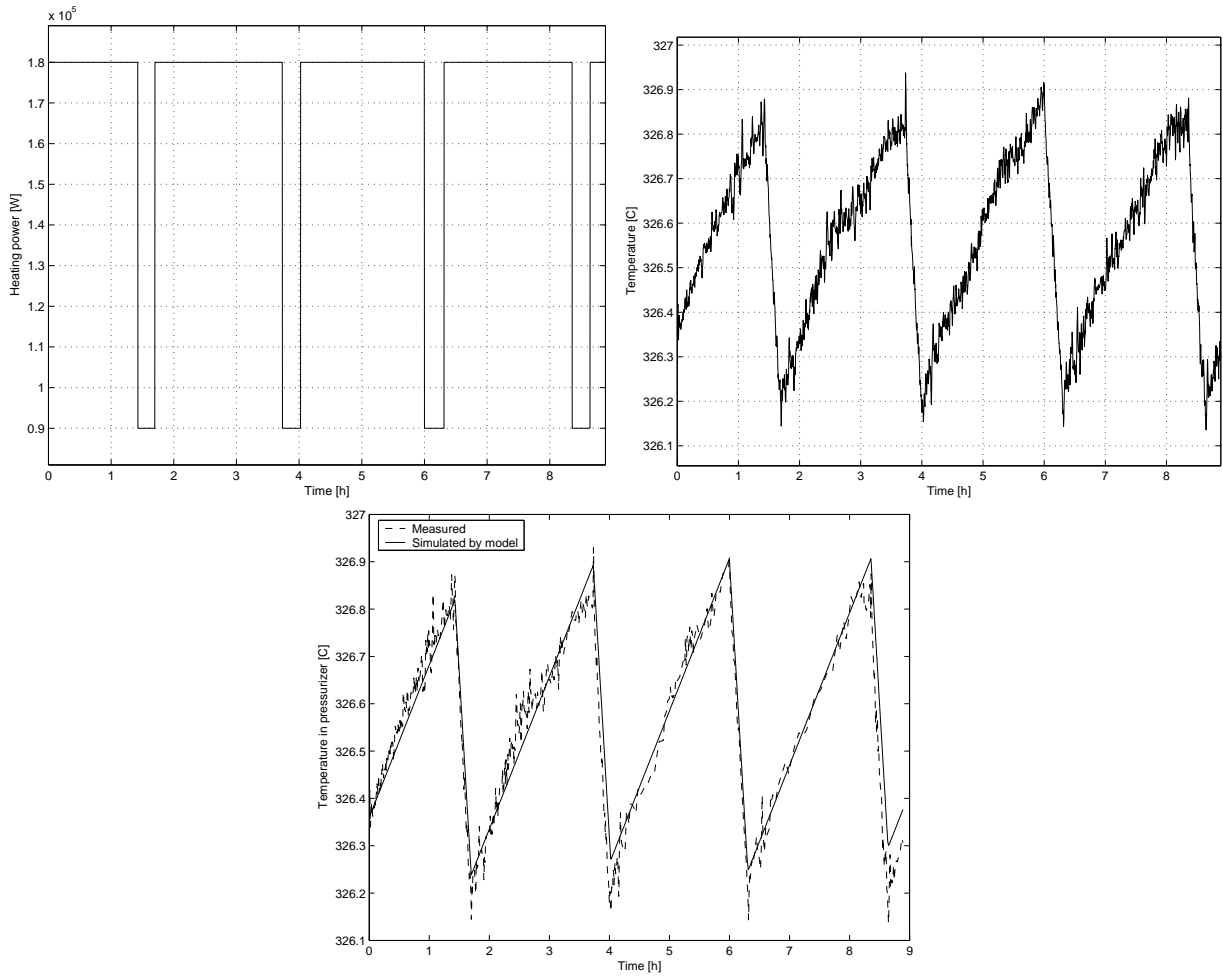 x 10^5
1.8
1.7
1.6
1.5
1.4
1.3
1.2
1.1
1
0.9
Heating power [W]
0 1 2 3 4 5 6 7 8
Time [h]
327
326.9
326.8
326.7
326.6
326.5
326.4
326.3
326.2
326.1
Temperature [C]
0 1 2 3 4 5 6 7 8
Time [h]
Measured
Simulated by model
327
326.9
326.8
326.7
326.6
326.5
326.4
326.3
326.2
326.1
Temperature in pressurizer [C]
0 1 2 3 4 5 6 7 8 9
Time [h]